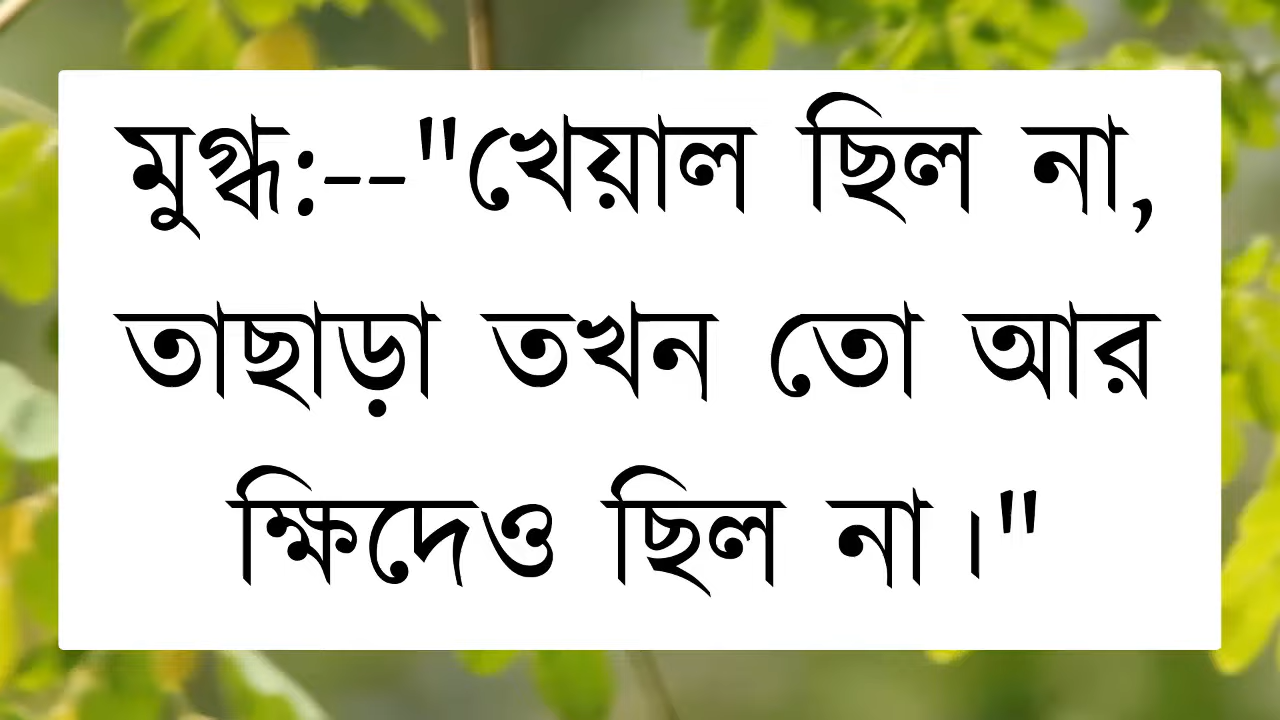 মুগ্ধ:--"খেয়াল ছিল না,
তাছাড়া তখন তো আর
ক্ষিদেও ছিল না।"